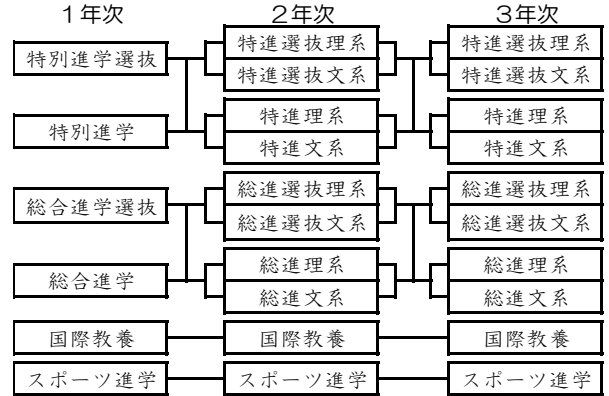 １年次 ２年次 ３年次
特別進学選抜
特別進学
総合進学選抜
総合進学
国際教養
スポーツ進学
特進選抜理系
特進選抜文系
特進理系
特進文系
総進選抜理系
総進選抜文系
総進理系
総進文系
国際教養
スポーツ進学
特進選抜理系
特進選抜文系
特進理系
特進文系
総進選抜理系
総進選抜文系
総進理系
総進文系
国際教養
スポーツ進学